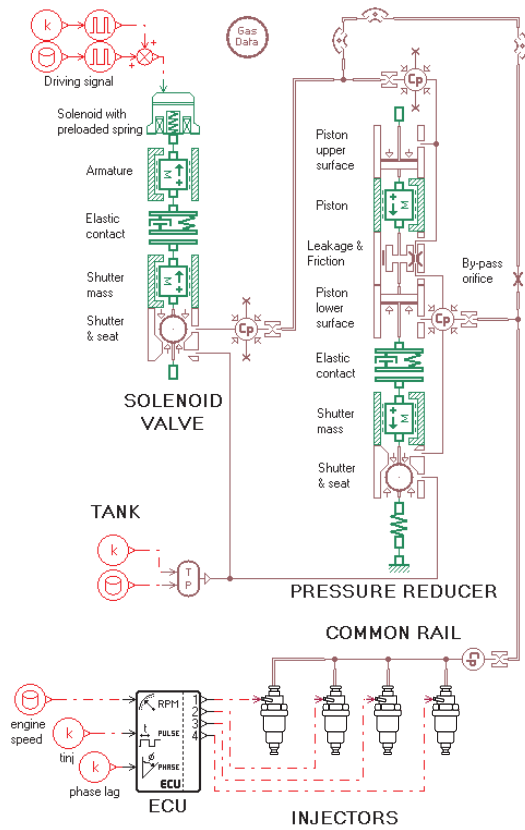 k
Gas
Data
Driving signal
Cp
Solenoid with
preloaded spring
Piston
upper
surface
Armature
M
Piston
M
Elastic
contact
Leakage &
Friction
By-pass
orifice
Shutter
mass
M
Piston
lower
surface
Shutter
& seat
Cp
Cp
Elastic
contact
SOLENOID
VALVE
Shutter
mass
M
Shutter
& seat
TANK
k
T
P
PRESSURE REDUCER
COMMON RAIL
Cp
engine
speed
RPM
1
2
3
4
t
PULSE
k
tinj
ø
PHASE
k
phase lag
ECU
ECU
INJECTORS